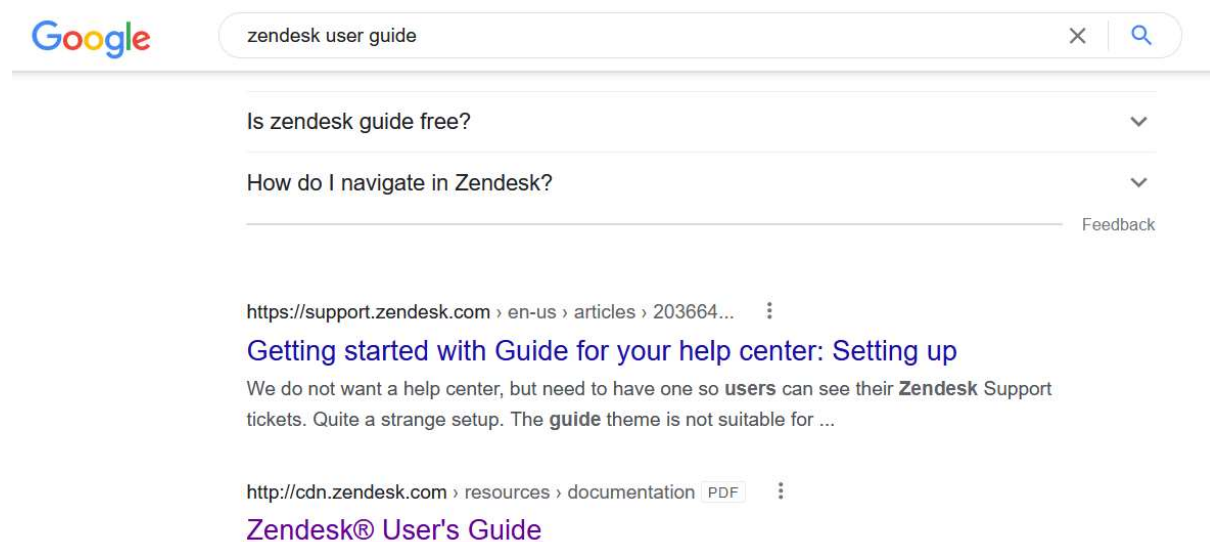 Google
zendesk user guide
Is zendesk guide free?
How do I navigate in Zendesk?
Feedback
https://support.zendesk.com › en-us › articles › 203664...
Getting started with Guide for your help center: Setting up
We do not want a help center, but need to have one so users can see their Zendesk Support
tickets. Quite a strange setup. The guide theme is not suitable for ...
http://cdn.zendesk.com › resources › documentation PDF
Zendesk® User's Guide